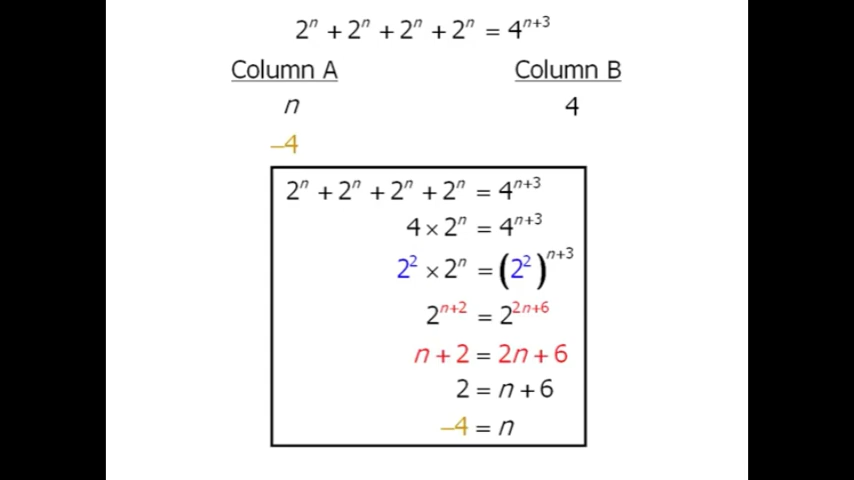 2ⁿ + 2ⁿ + 2ⁿ + 2ⁿ = 4ⁿ⁺³
Column A Column B
n 4
–4
2ⁿ + 2ⁿ + 2ⁿ + 2ⁿ = 4ⁿ⁺³
4 × 2ⁿ = 4ⁿ⁺³
2² × 2ⁿ = (2²)ⁿ⁺³
2ⁿ⁺² = 2²ⁿ⁺⁶
n + 2 = 2n + 6
2 = n + 6
–4 = n